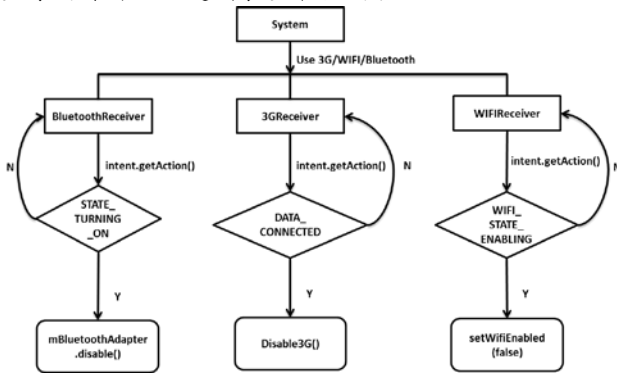 System
Use 3G/WIFI/Bluetooth
BluetoothReceiver
3GReceiver
WIFIReceiver
N
intent.getAction()
intent.getAction()
N
intent.getAction()
N
STATE_
TURNING
_ON
DATA_
CONNECTED
WIFI_
STATE_
ENABLING
Y
Y
Y
mBluetoothAdapter
.disable()
Disable3G()
setWifiEnabled
(false)